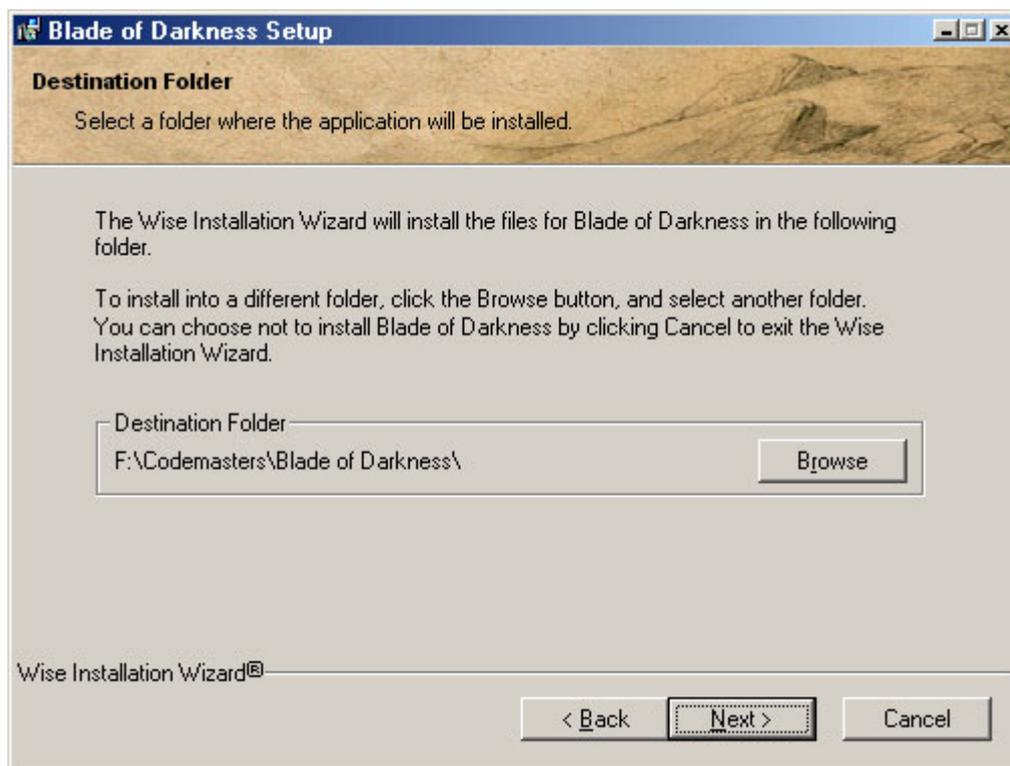 Blade of Darkness Setup
Destination Folder
Select a folder where the application will be installed.
The Wise Installation Wizard will install the files for Blade of Darkness in the following
folder.
To install into a different folder, click the Browse button, and select another folder.
You can choose not to install Blade of Darkness by clicking Cancel to exit the Wise
Installation Wizard.
Destination Folder
F:\Codemasters\Blade of Darkness\
Browse
Wise Installation Wizard®
< Back
Next >
Cancel